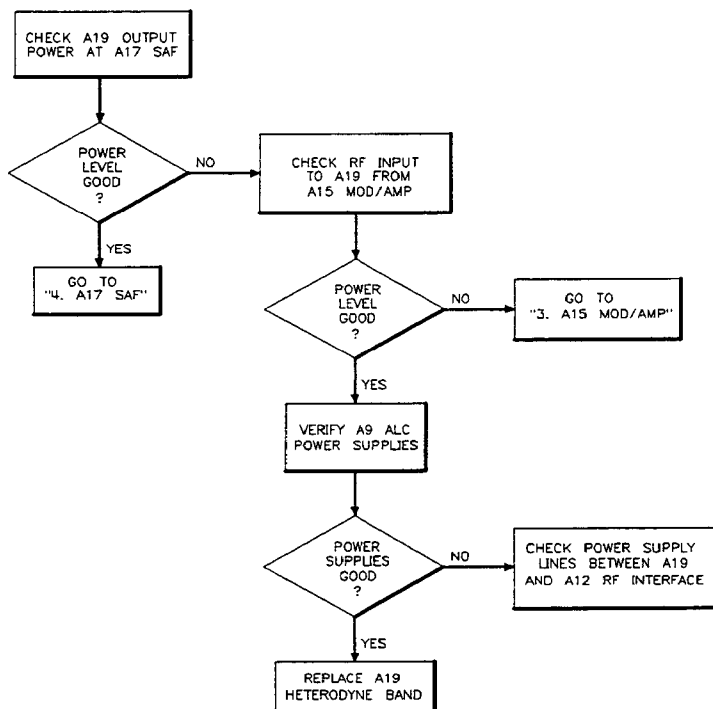 CHECK A19 OUTPUT
POWER AT A17 SAF
POWER
LEVEL
GOOD
?
NO
YES
GO TO
"4. A17 SAF"
CHECK RF INPUT
TO A19 FROM
A15 MOD/AMP
POWER
LEVEL
GOOD
?
NO
GO TO
"3. A15 MOD/AMP"
YES
VERIFY A9 ALC
POWER SUPPLIES
POWER
SUPPLIES
GOOD
?
NO
CHECK POWER SUPPLY
LINES BETWEEN A19
AND A12 RF INTERFACE
YES
REPLACE A19
HETERODYNE BAND